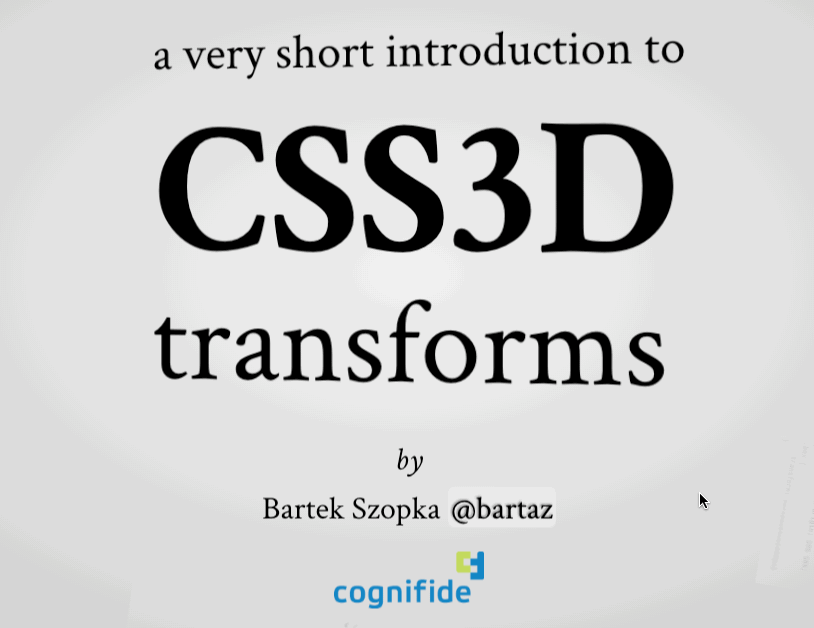 a very short introduction to
CSS3D
transforms
by
Bartek Szopka @bartaz
cognifide